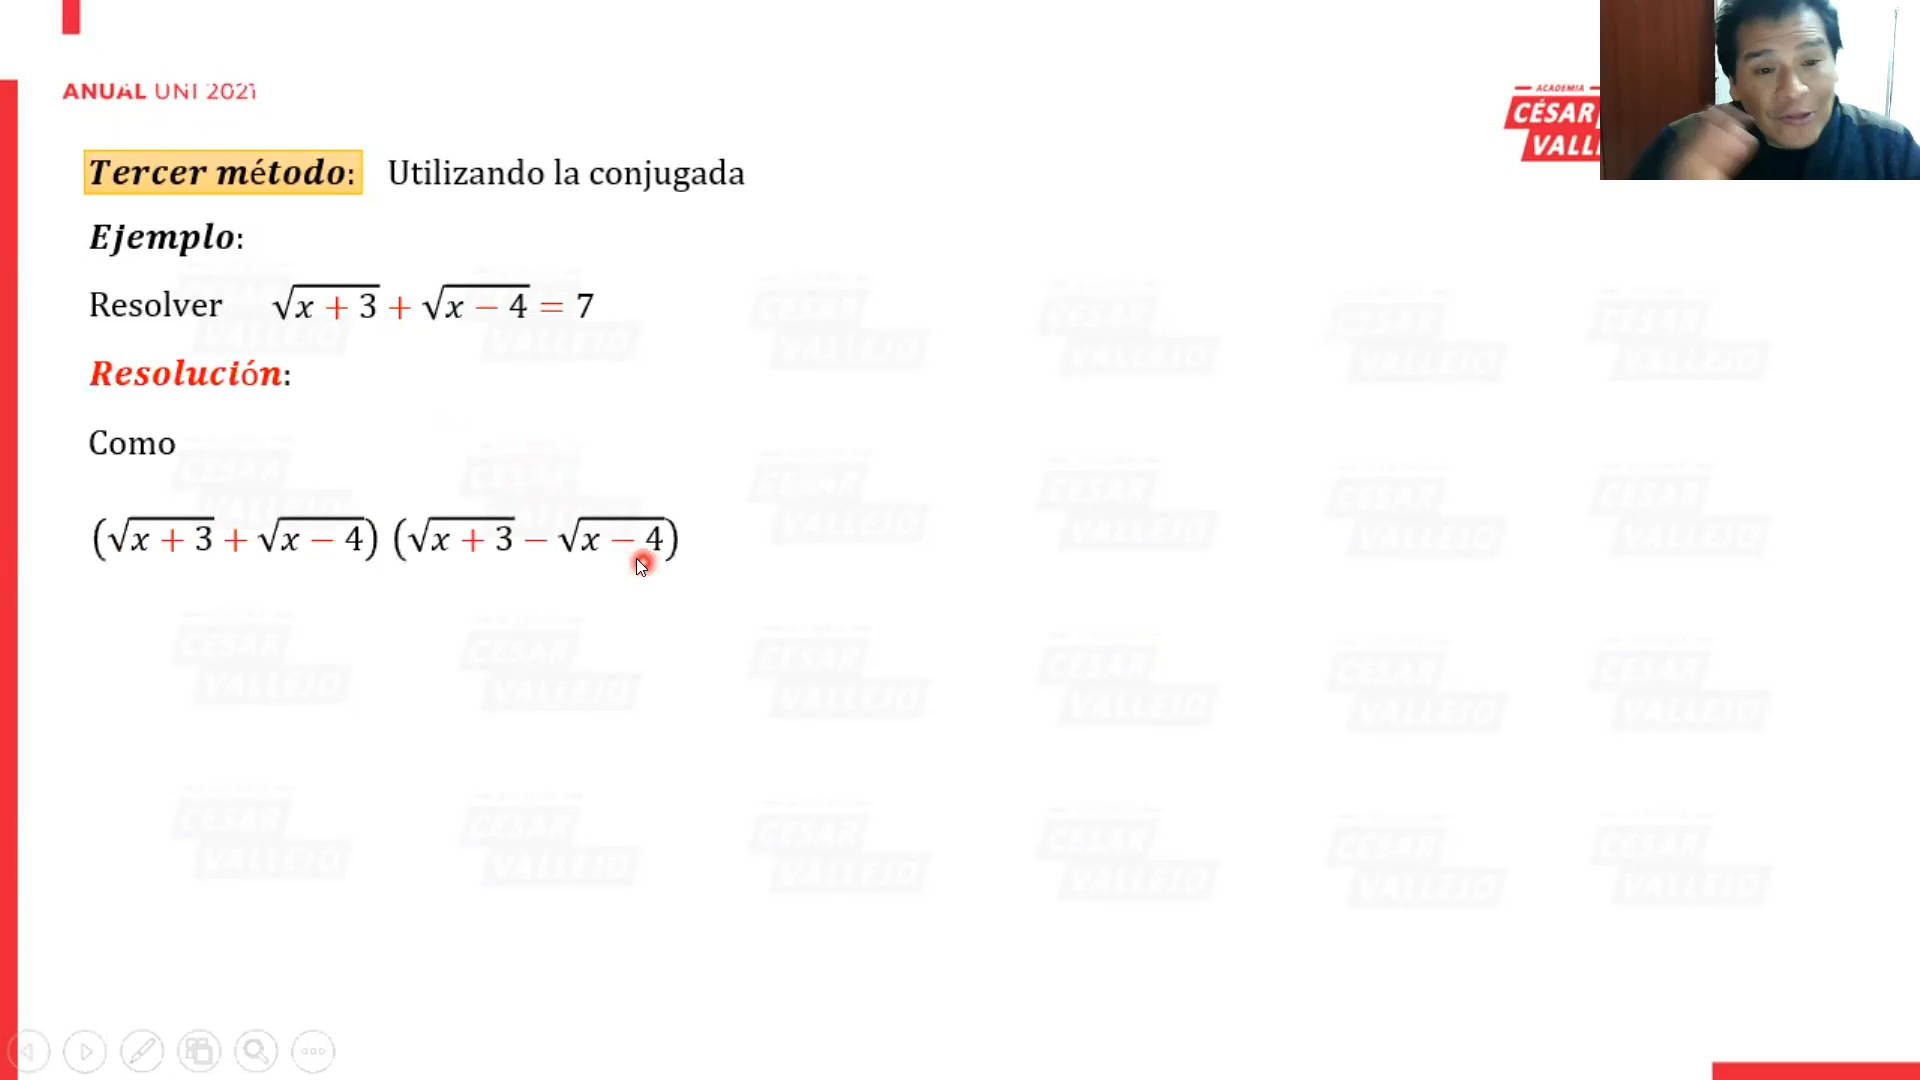 ANUAL UNI 2021
ACADEMIA
CÉSAR
VALL
Tercer método: Utilizando la conjugada
Ejemplo:
Resolver √(x + 3) + √(x − 4) = 7
Resolución:
Como
(√(x + 3) + √(x − 4)) (√(x + 3) − √(x − 4))